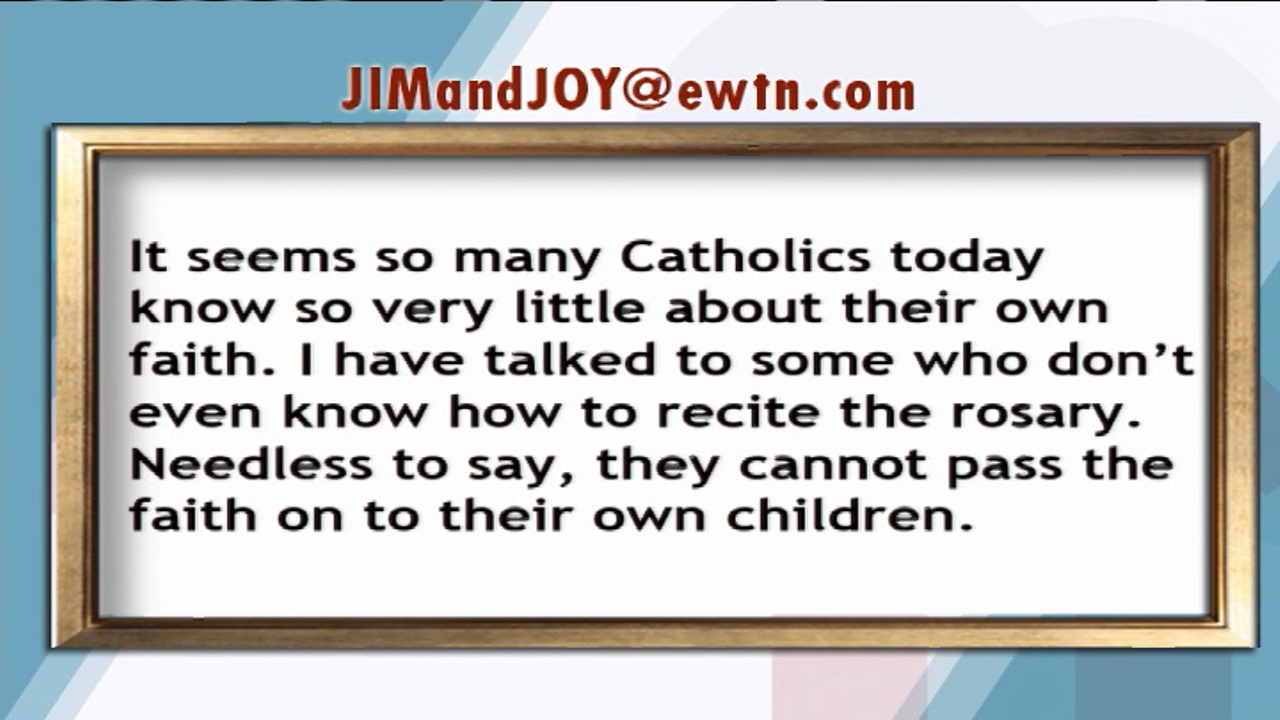 JIMandJOY@ewtn.com
It seems so many Catholics today
know so very little about their own
faith. I have talked to some who don’t
even know how to recite the rosary.
Needless to say, they cannot pass the
faith on to their own children.